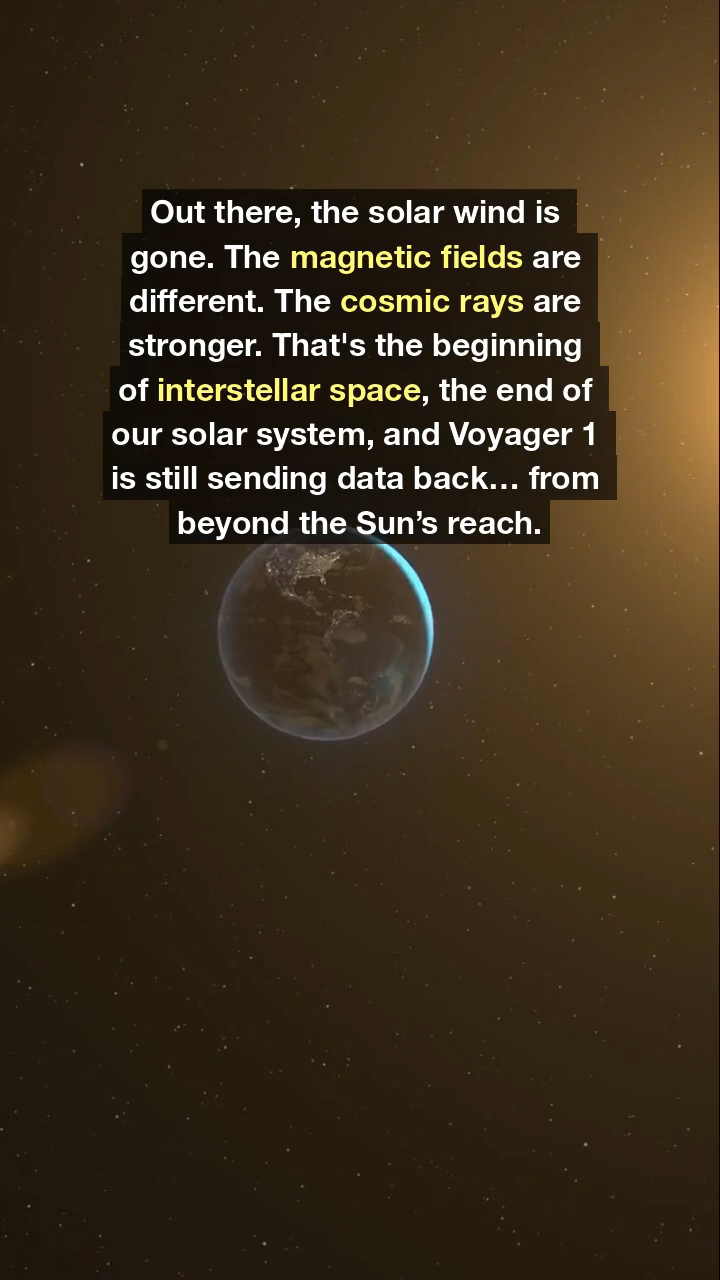 Out there, the solar wind is
gone. The magnetic fields are
different. The cosmic rays are
stronger. That's the beginning
of interstellar space, the end of
our solar system, and Voyager 1
is still sending data back… from
beyond the Sun’s reach.